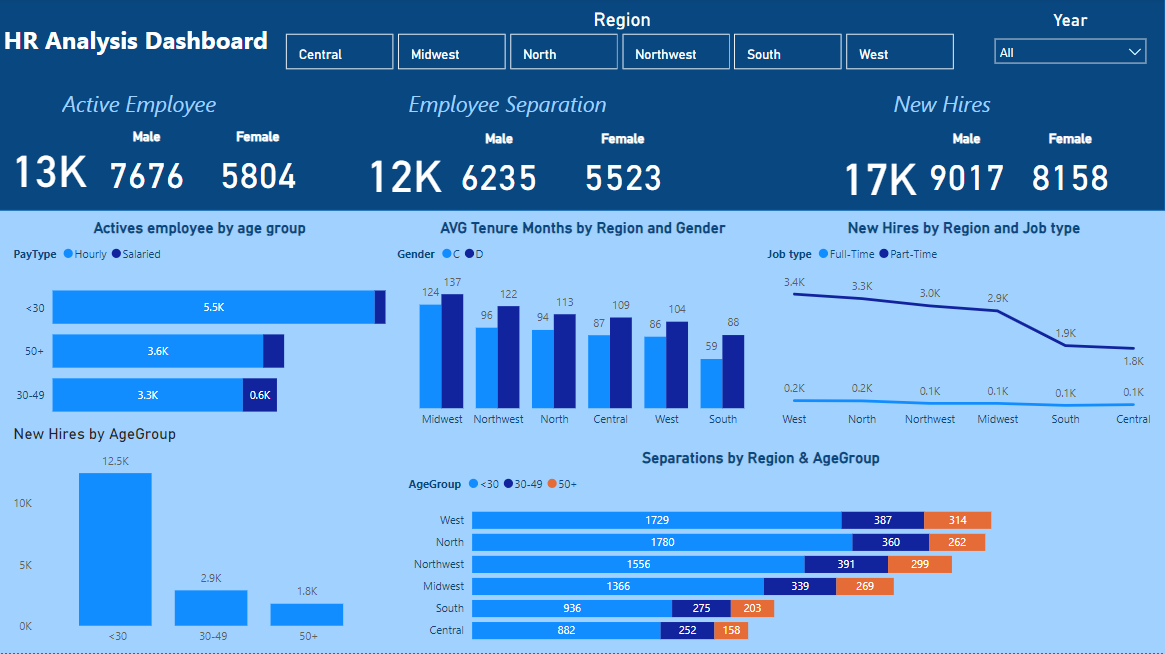 HR Analysis Dashboard
Region
Central
Midwest
North
Northwest
South
West
Year
All
Active Employee
Male
Female
13K
7676
5804
Employee Separation
Male
Female
12K
6235
5523
New Hires
Male
Female
17K
9017
8158
Actives employee by age group
PayType Hourly Salaried
<30 5.5K
50+ 3.6K
30-49 3.3K 0.6K
AVG Tenure Months by Region and Gender
Gender C D
124 137 96 122 94 113 87 109 86 104 59 88
Midwest Northwest North Central West South
New Hires by Region and Job type
Job type Full-Time Part-Time
3.4K 3.3K 3.0K 2.9K 1.9K 1.8K
0.2K 0.2K 0.1K 0.1K 0.1K 0.1K
West North Northwest Midwest South Central
New Hires by AgeGroup
12.5K
10K
5K
2.9K
1.8K
0K
<30 30-49 50+
Separations by Region & AgeGroup
AgeGroup <30 30-49 50+
West 1729 387 314
North 1780 360 262
Northwest 1556 391 299
Midwest 1366 339 269
South 936 275 203
Central 882 252 158